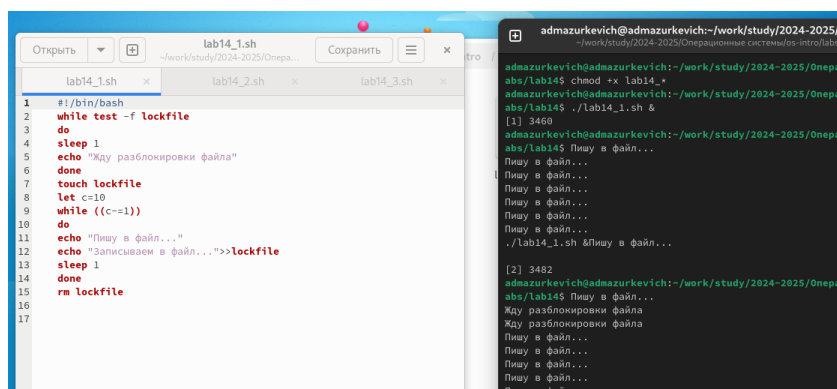 Открыть
lab14_1.sh
~/work/study/2024-2025/Опера...
Сохранить
lab14_1.sh × lab14_2.sh × lab14_3.sh ×
1 #!/bin/bash
2 while test -f lockfile
3 do
4 sleep 1
5 echo "Жду разблокировки файла"
6 done
7 touch lockfile
8 let c=10
9 while ((c-=1))
10 do
11 echo "Пишу в файл..."
12 echo "Записываем в файл...">>lockfile
13 sleep 1
14 done
15 rm lockfile
16
17
itro /
admazurkevich@admazurkevich:~/work/study/2024-2025/
~/work/study/2024-2025/Операционные системы/os-intro/labs
admazurkevich@admazurkevich:~/work/study/2024-2025/Опера
abs/lab14$ chmod +x lab14_*
admazurkevich@admazurkevich:~/work/study/2024-2025/Опера
abs/lab14$ ./lab14_1.sh &
[1] 3460
admazurkevich@admazurkevich:~/work/study/2024-2025/Опера
abs/lab14$ Пишу в файл...
Пишу в файл...
Пишу в файл...
Пишу в файл...
Пишу в файл...
Пишу в файл...
./lab14_1.sh &Пишу в файл...
[2] 3482
admazurkevich@admazurkevich:~/work/study/2024-2025/Опера
abs/lab14$ Пишу в файл...
Жду разблокировки файла
Жду разблокировки файла
Пишу в файл...
Пишу в файл...
Пишу в файл...
Пишу в файл...